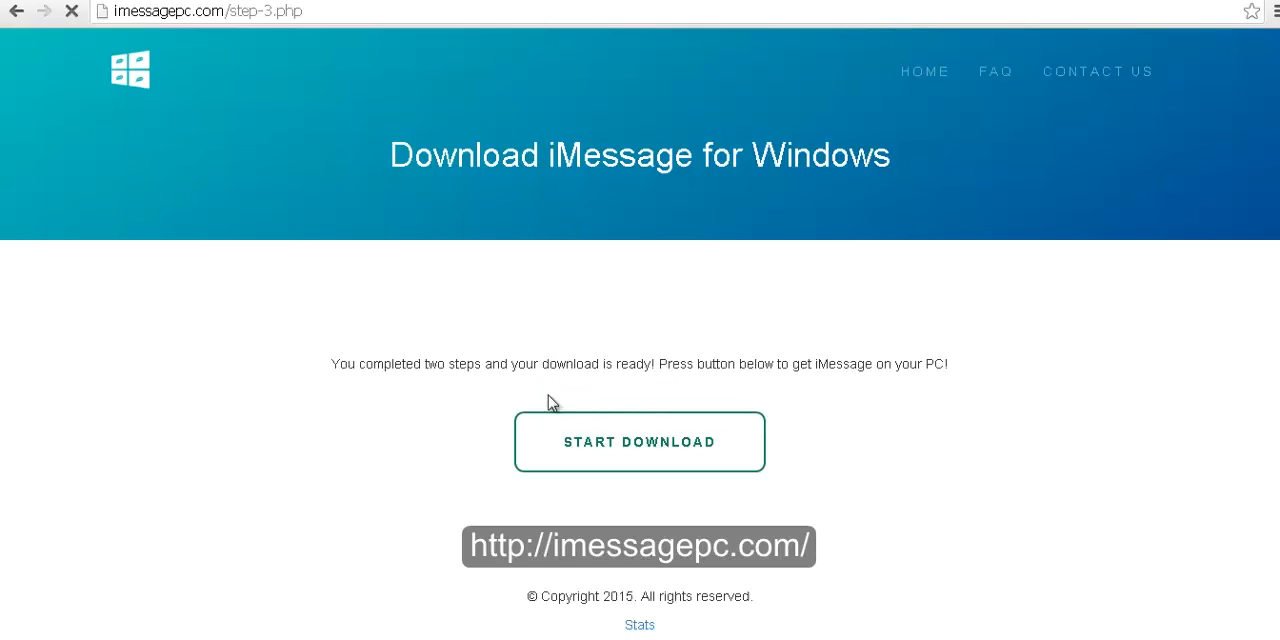 imessagepc.com/step-3.php
HOME FAQ CONTACT US
Download iMessage for Windows
You completed two steps and your download is ready! Press button below to get iMessage on your PC!
START DOWNLOAD
http://imessagepc.com/
© Copyright 2015. All rights reserved.
Stats